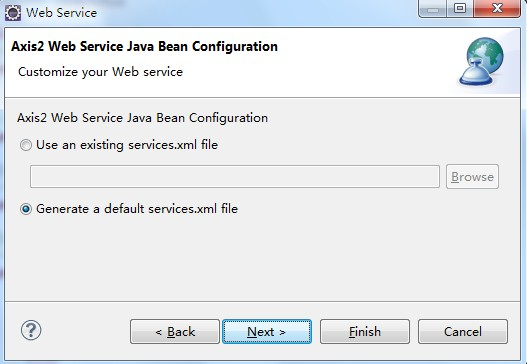 Web Service
Axis2 Web Service Java Bean Configuration
Customize your Web service
Axis2 Web Service Java Bean Configuration
Use an existing services.xml file
Browse
Generate a default services.xml file
?
< Back
Next >
Finish
Cancel